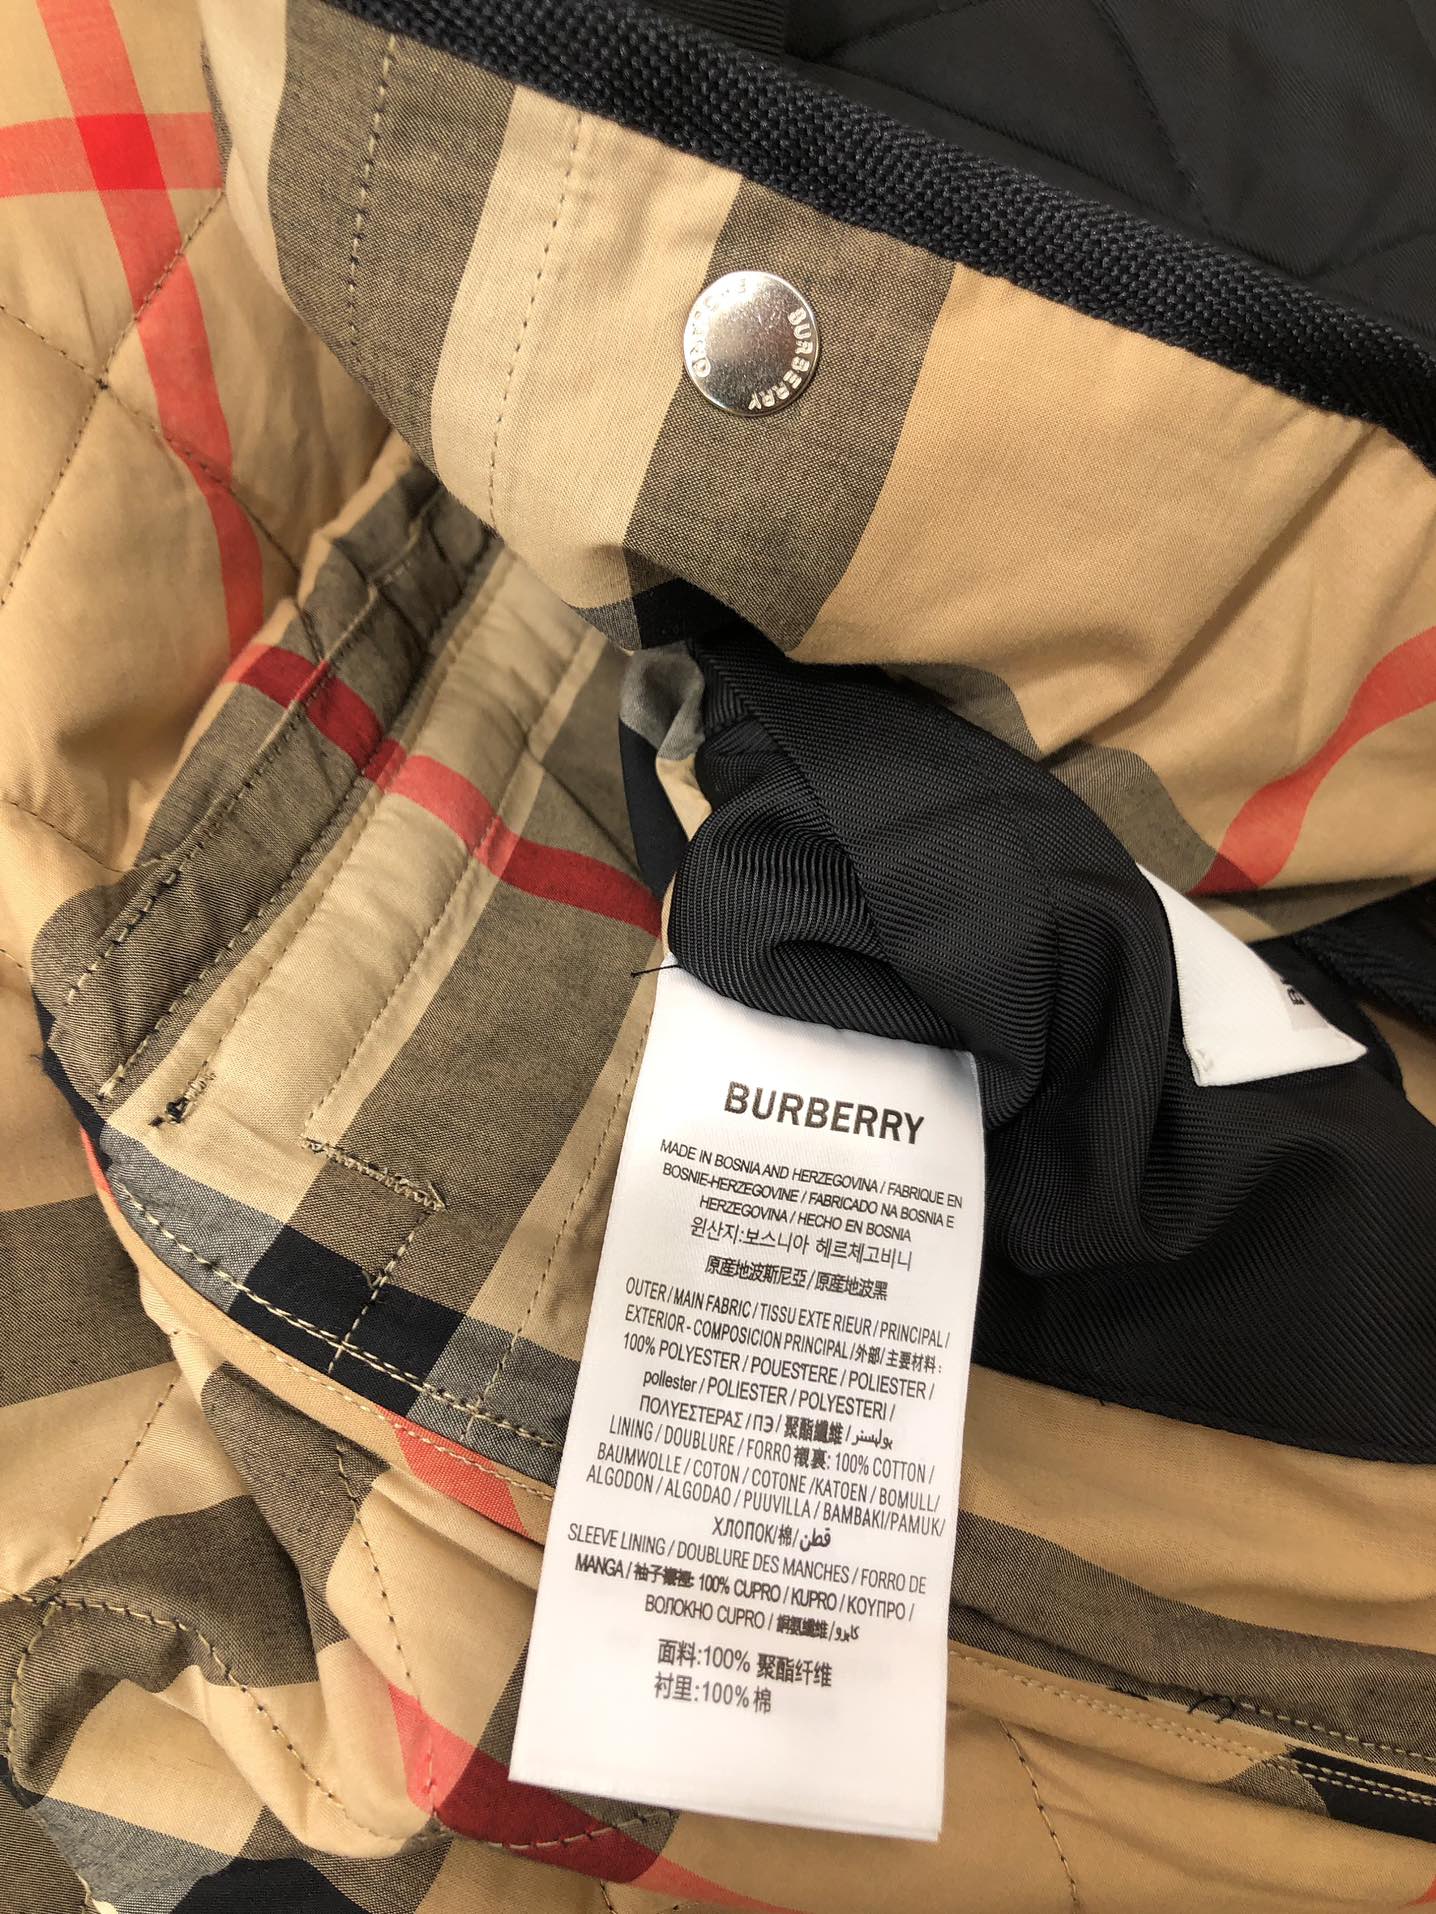 BURBERRY
BURBERRY
MADE IN BOSNIA AND HERZEGOVINA / FABRIQUE EN
BOSNIE-HERZEGOVINE / FABRICADO NA BOSNIA E
HERZEGOVINA / HECHO EN BOSNIA
원산지:보스니아 헤르체고비니
原産地波斯尼亞/原産地波黑
OUTER / MAIN FABRIC / TISSU EXTE RIEUR / PRINCIPAL /
EXTERIOR - COMPOSICION PRINCIPAL /外部/主要材料:
100% POLYESTER / POUESTERE / POLIESTER /
poliester / POLIESTER / POLYESTERI /
ΠΟΛΥΕΣΤΕΡΑΣ / ПЭ / 聚酯纖維 / بوليستر
LINING / DOUBLURE / FORRO 襯裏: 100% COTTON /
BAUMWOLLE / COTON / COTONE / KATOEN / BOMULL/
ALGODON / ALGODAO / PUUVILLA / BAMBAKI/PAMUK/
ХЛОПОК/棉/قطن
SLEEVE LINING / DOUBLURE DES MANCHES / FORRO DE
MANGA / 袖子襯裡: 100% CUPRO / KUPRO / ΚΟΥΠΡΟ /
ВОЛОКНО CUPRO / 銅氨纖維 / كابرو
面料:100% 聚酯纤维
衬里:100% 棉